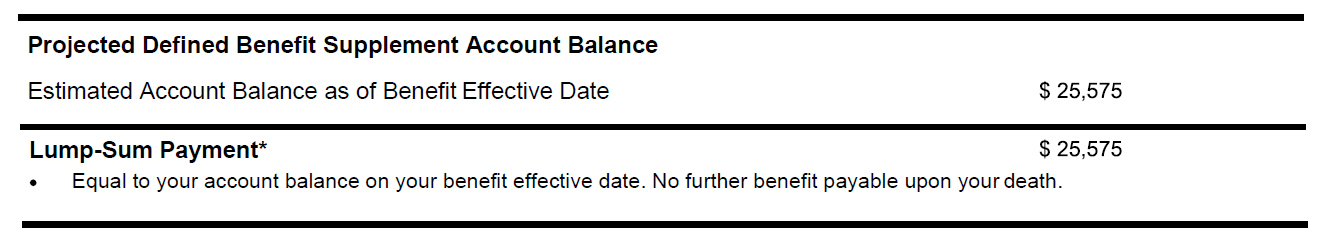 Projected Defined Benefit Supplement Account Balance
Estimated Account Balance as of Benefit Effective Date $ 25,575
Lump-Sum Payment* $ 25,575
• Equal to your account balance on your benefit effective date. No further benefit payable upon your death.